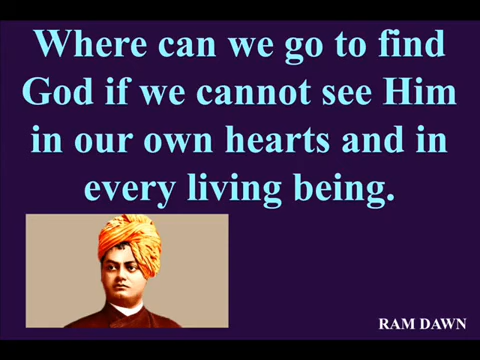 Where can we go to find
God if we cannot see Him
in our own hearts and in
every living being.
RAM DAWN